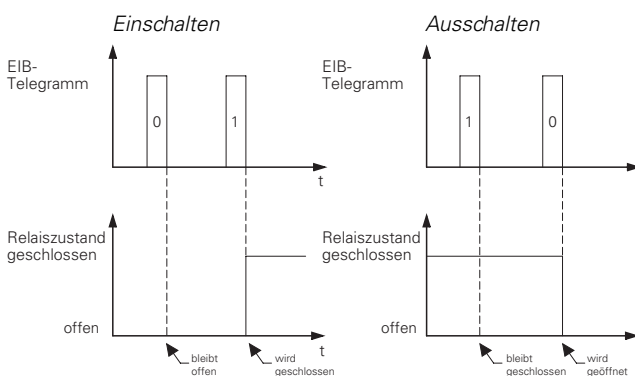 Einschalten
EIB-
Telegramm
0
1
t
Relaiszustand
geschlossen
offen
t
bleibt
offen
wird
geschlossen
Ausschalten
EIB-
Telegramm
1
0
Relaiszustand
geschlossen
offen
bleibt
geschlossen
wird
geöffnet